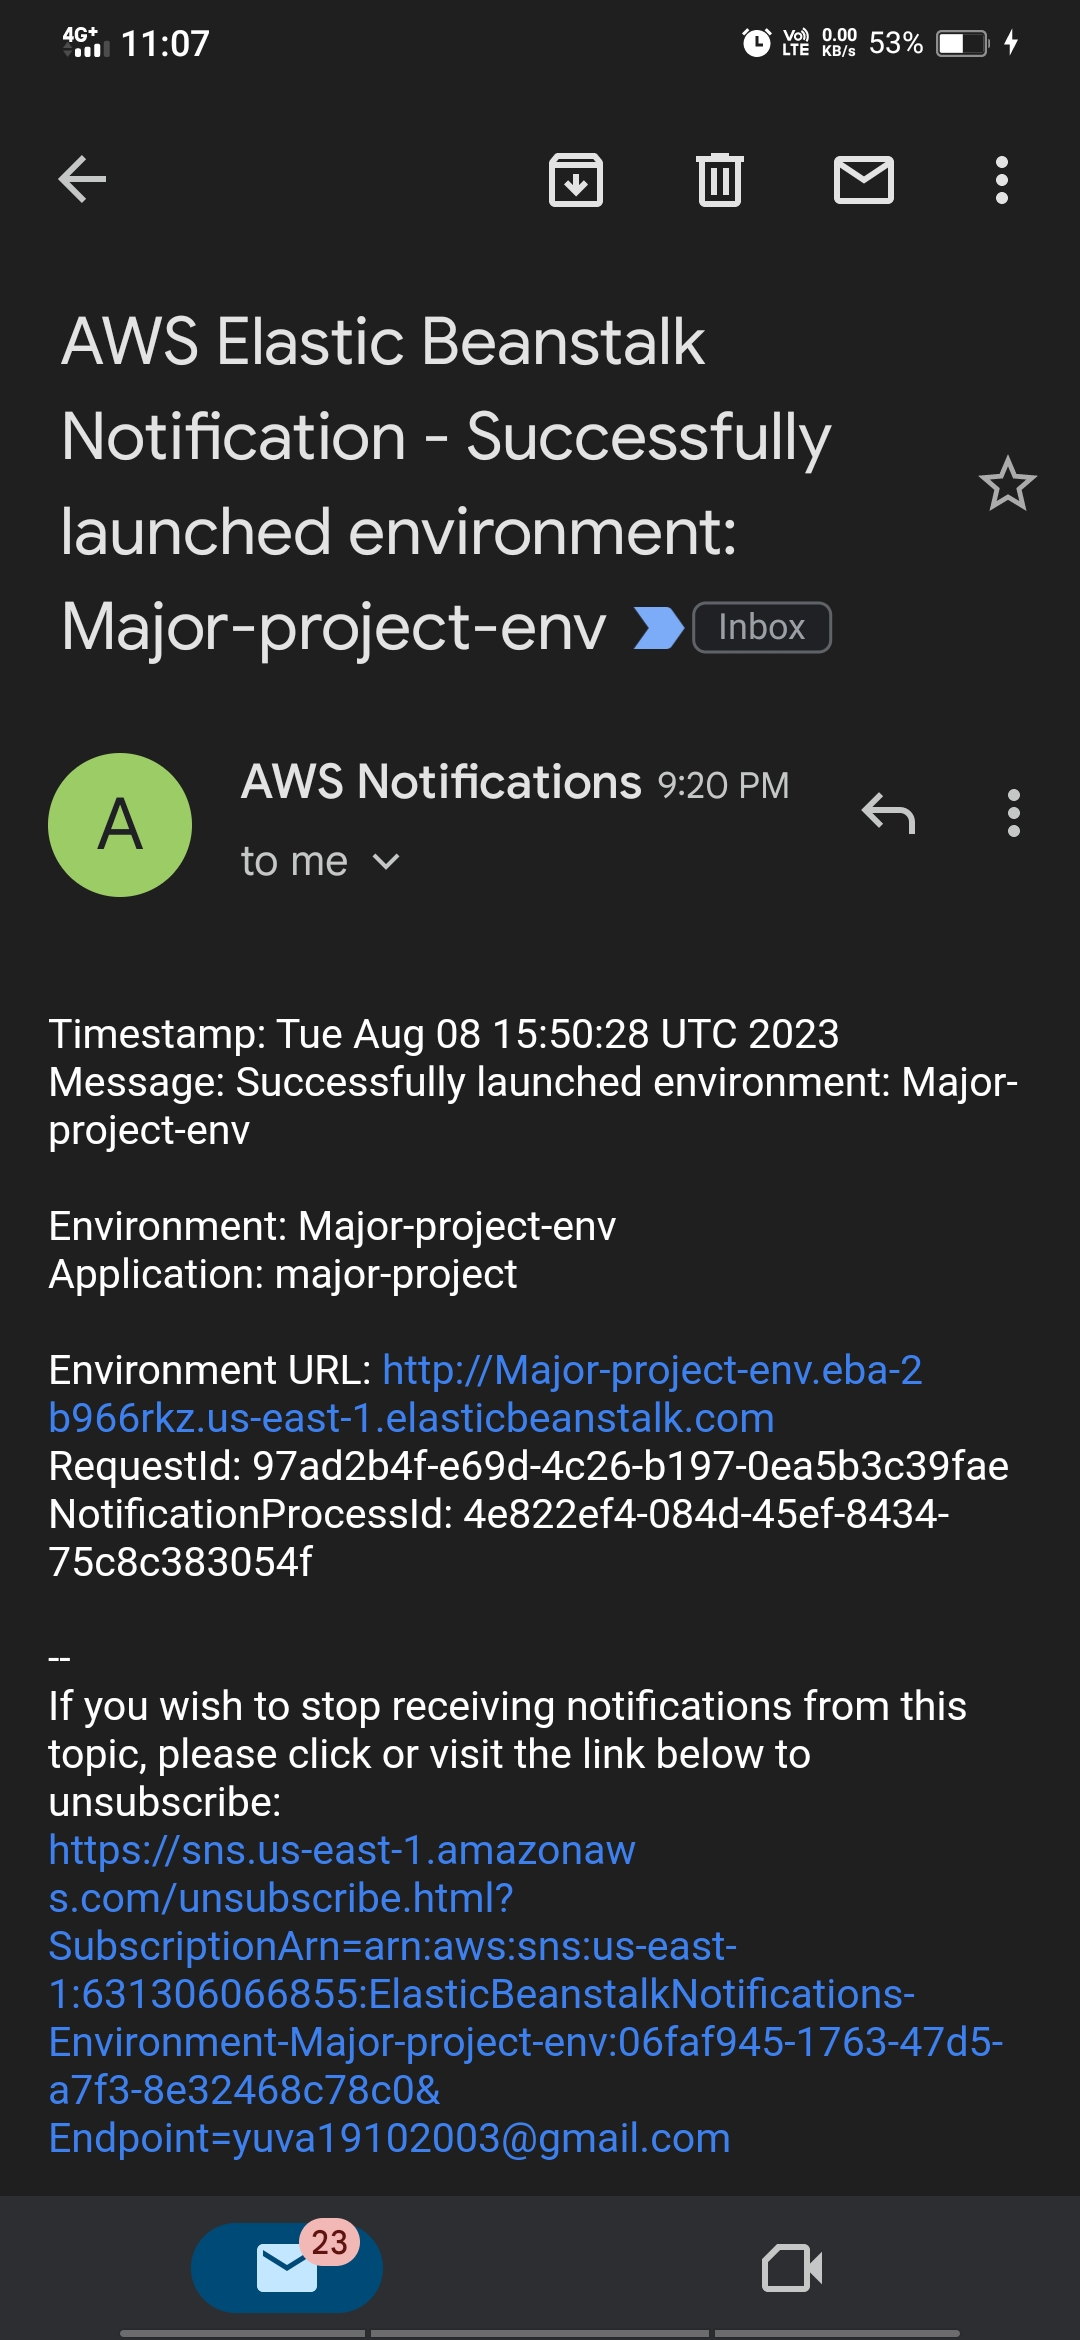 4G+ 11:07 Vo) LTE 0.00 KB/s 53%
AWS Elastic Beanstalk
Notification - Successfully
launched environment:
Major-project-env Inbox
A
AWS Notifications 9:20 PM
to me
Timestamp: Tue Aug 08 15:50:28 UTC 2023
Message: Successfully launched environment: Major-
project-env
Environment: Major-project-env
Application: major-project
Environment URL: http://Major-project-env.eba-2
b966rkz.us-east-1.elasticbeanstalk.com
RequestId: 97ad2b4f-e69d-4c26-b197-0ea5b3c39fae
NotificationProcessId: 4e822ef4-084d-45ef-8434-
75c8c383054f
--
If you wish to stop receiving notifications from this
topic, please click or visit the link below to
unsubscribe:
https://sns.us-east-1.amazonaw
s.com/unsubscribe.html?
SubscriptionArn=arn:aws:sns:us-east-
1:631306066855:ElasticBeanstalkNotifications-
Environment-Major-project-env:06faf945-1763-47d5-
a7f3-8e32468c78c0&
Endpoint=yuva19102003@gmail.com
23